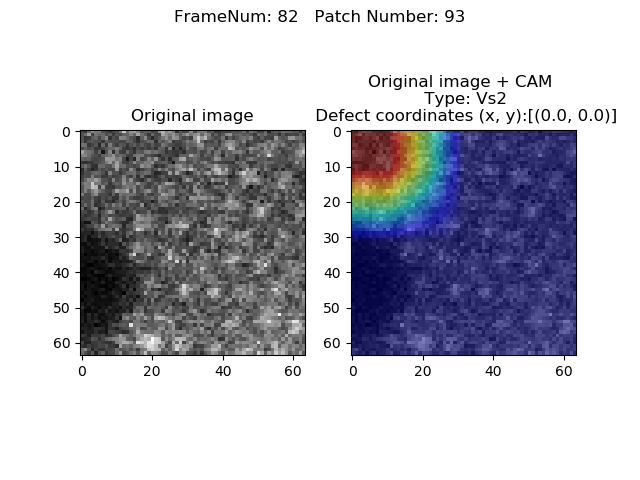 FrameNum: 82   Patch Number: 93
Original image
0
10
20
30
40
50
60
0 20 40 60
Original image + CAM
Type: Vs2
Defect coordinates (x, y):[(0.0, 0.0)]
0
10
20
30
40
50
60
0 20 40 60